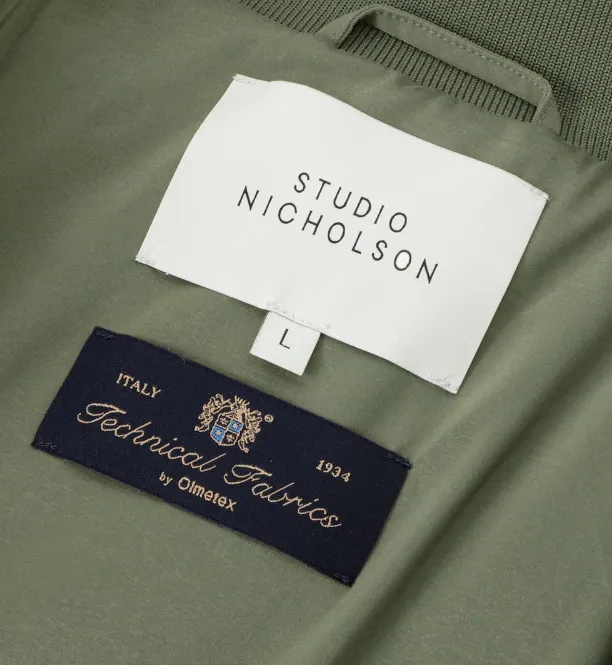 STUDIO
NICHOLSON
L
ITALY
1934
Technical Fabrics
by Olmetex
®